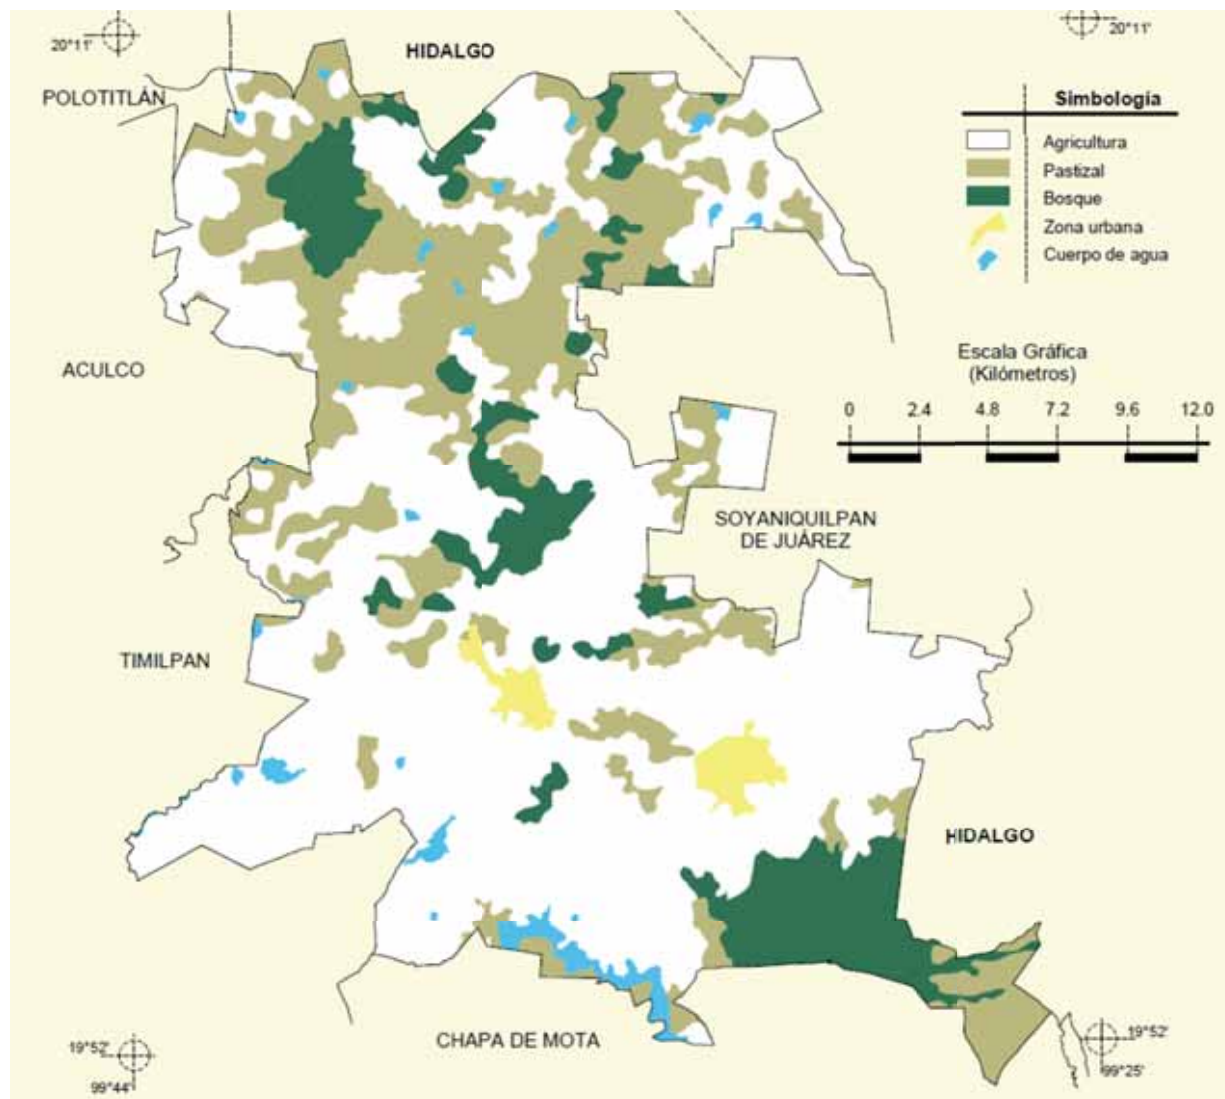 20°11'
HIDALGO
20°11'
POLOTITLÁN
Simbología
Agricultura
Pastizal
Bosque
Zona urbana
Cuerpo de agua
ACULCO
Escala Gráfica
(Kilómetros)
0 2.4 4.8 7.2 9.6 12.0
SOYANIQUILPAN
DE JUÁREZ
TIMILPAN
HIDALGO
CHAPA DE MOTA
19°52'
99°44'
19°52'
99°25'